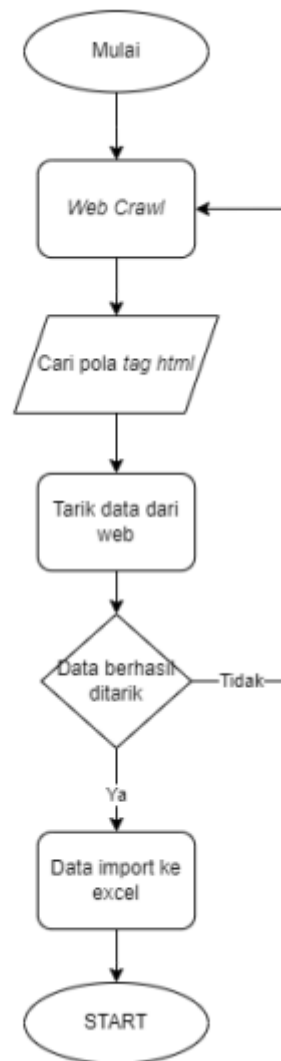 Mulai
Web Crawl
Cari pola tag html
Tarik data dari
web
Data berhasil
ditarik
Tidak
Ya
Data import ke
excel
START